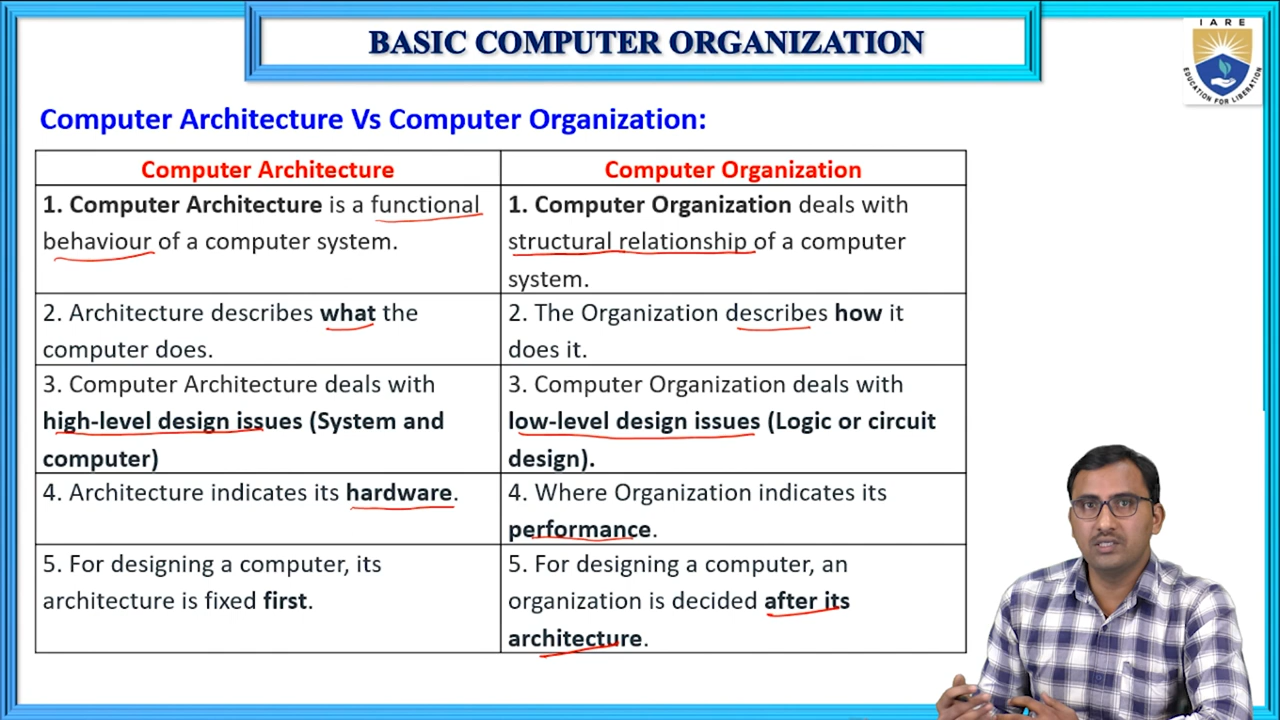 BASIC COMPUTER ORGANIZATION
I A R E
EDUCATION FOR LIBERATION
Computer Architecture Vs Computer Organization:
Computer Architecture
Computer Organization
1. Computer Architecture is a functional
behaviour of a computer system.
1. Computer Organization deals with
structural relationship of a computer
system.
2. Architecture describes what the
computer does.
2. The Organization describes how it
does it.
3. Computer Architecture deals with
high-level design issues (System and
computer)
3. Computer Organization deals with
low-level design issues (Logic or circuit
design).
4. Architecture indicates its hardware.
4. Where Organization indicates its
performance.
5. For designing a computer, its
architecture is fixed first.
5. For designing a computer, an
organization is decided after its
architecture.